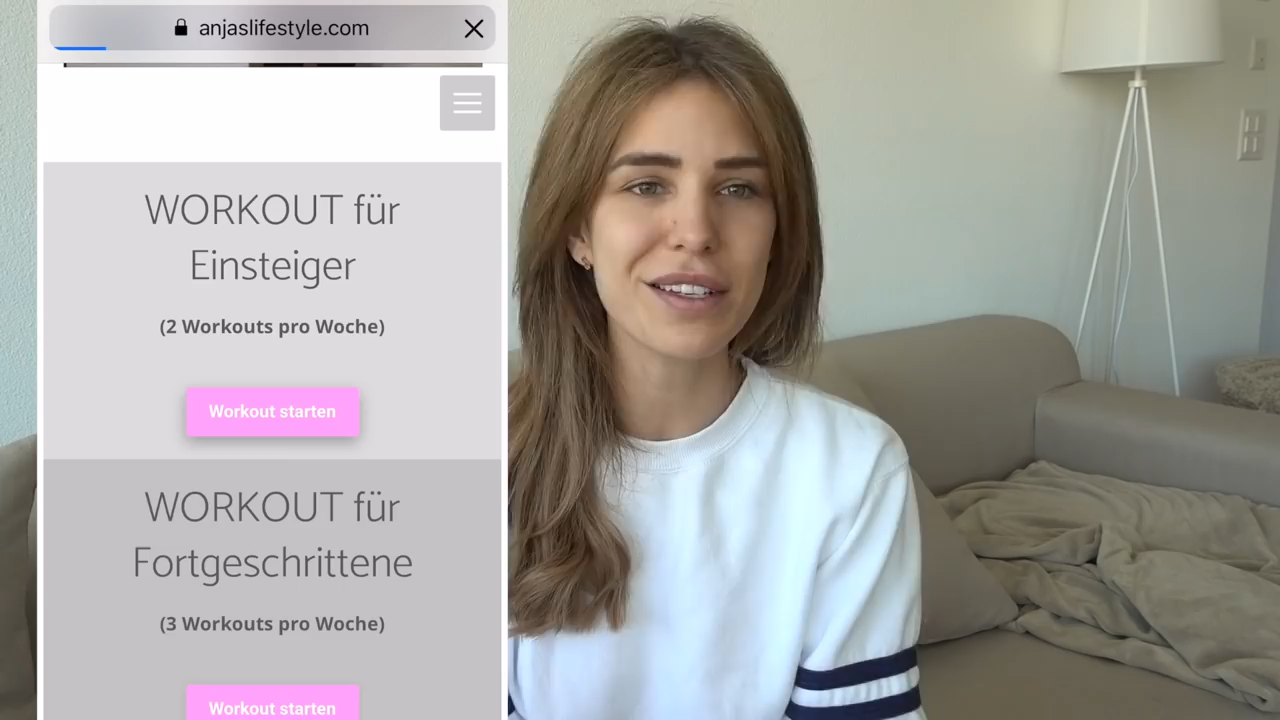 anjaslifestyle.com
WORKOUT für
Einsteiger
(2 Workouts pro Woche)
Workout starten
WORKOUT für
Fortgeschrittene
(3 Workouts pro Woche)
Workout starten